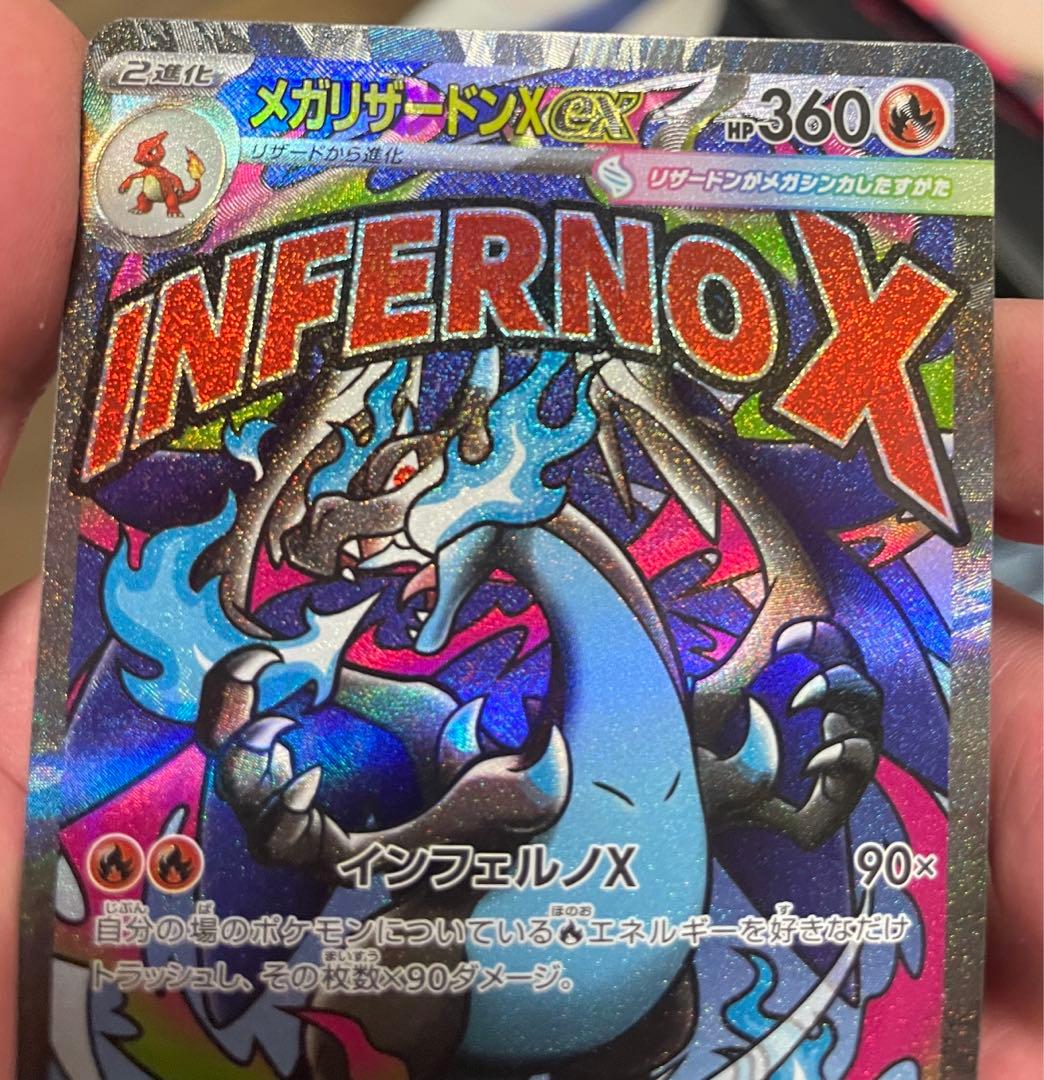 2進化
メガリザードンXex
HP360
リザードから進化
リザードンがメガシンカしたすがた
INFERNO X
インフェルノX 90×
自分の場のポケモンについているエネルギーを好きなだけ
トラッシュし、その枚数×90ダメージ。